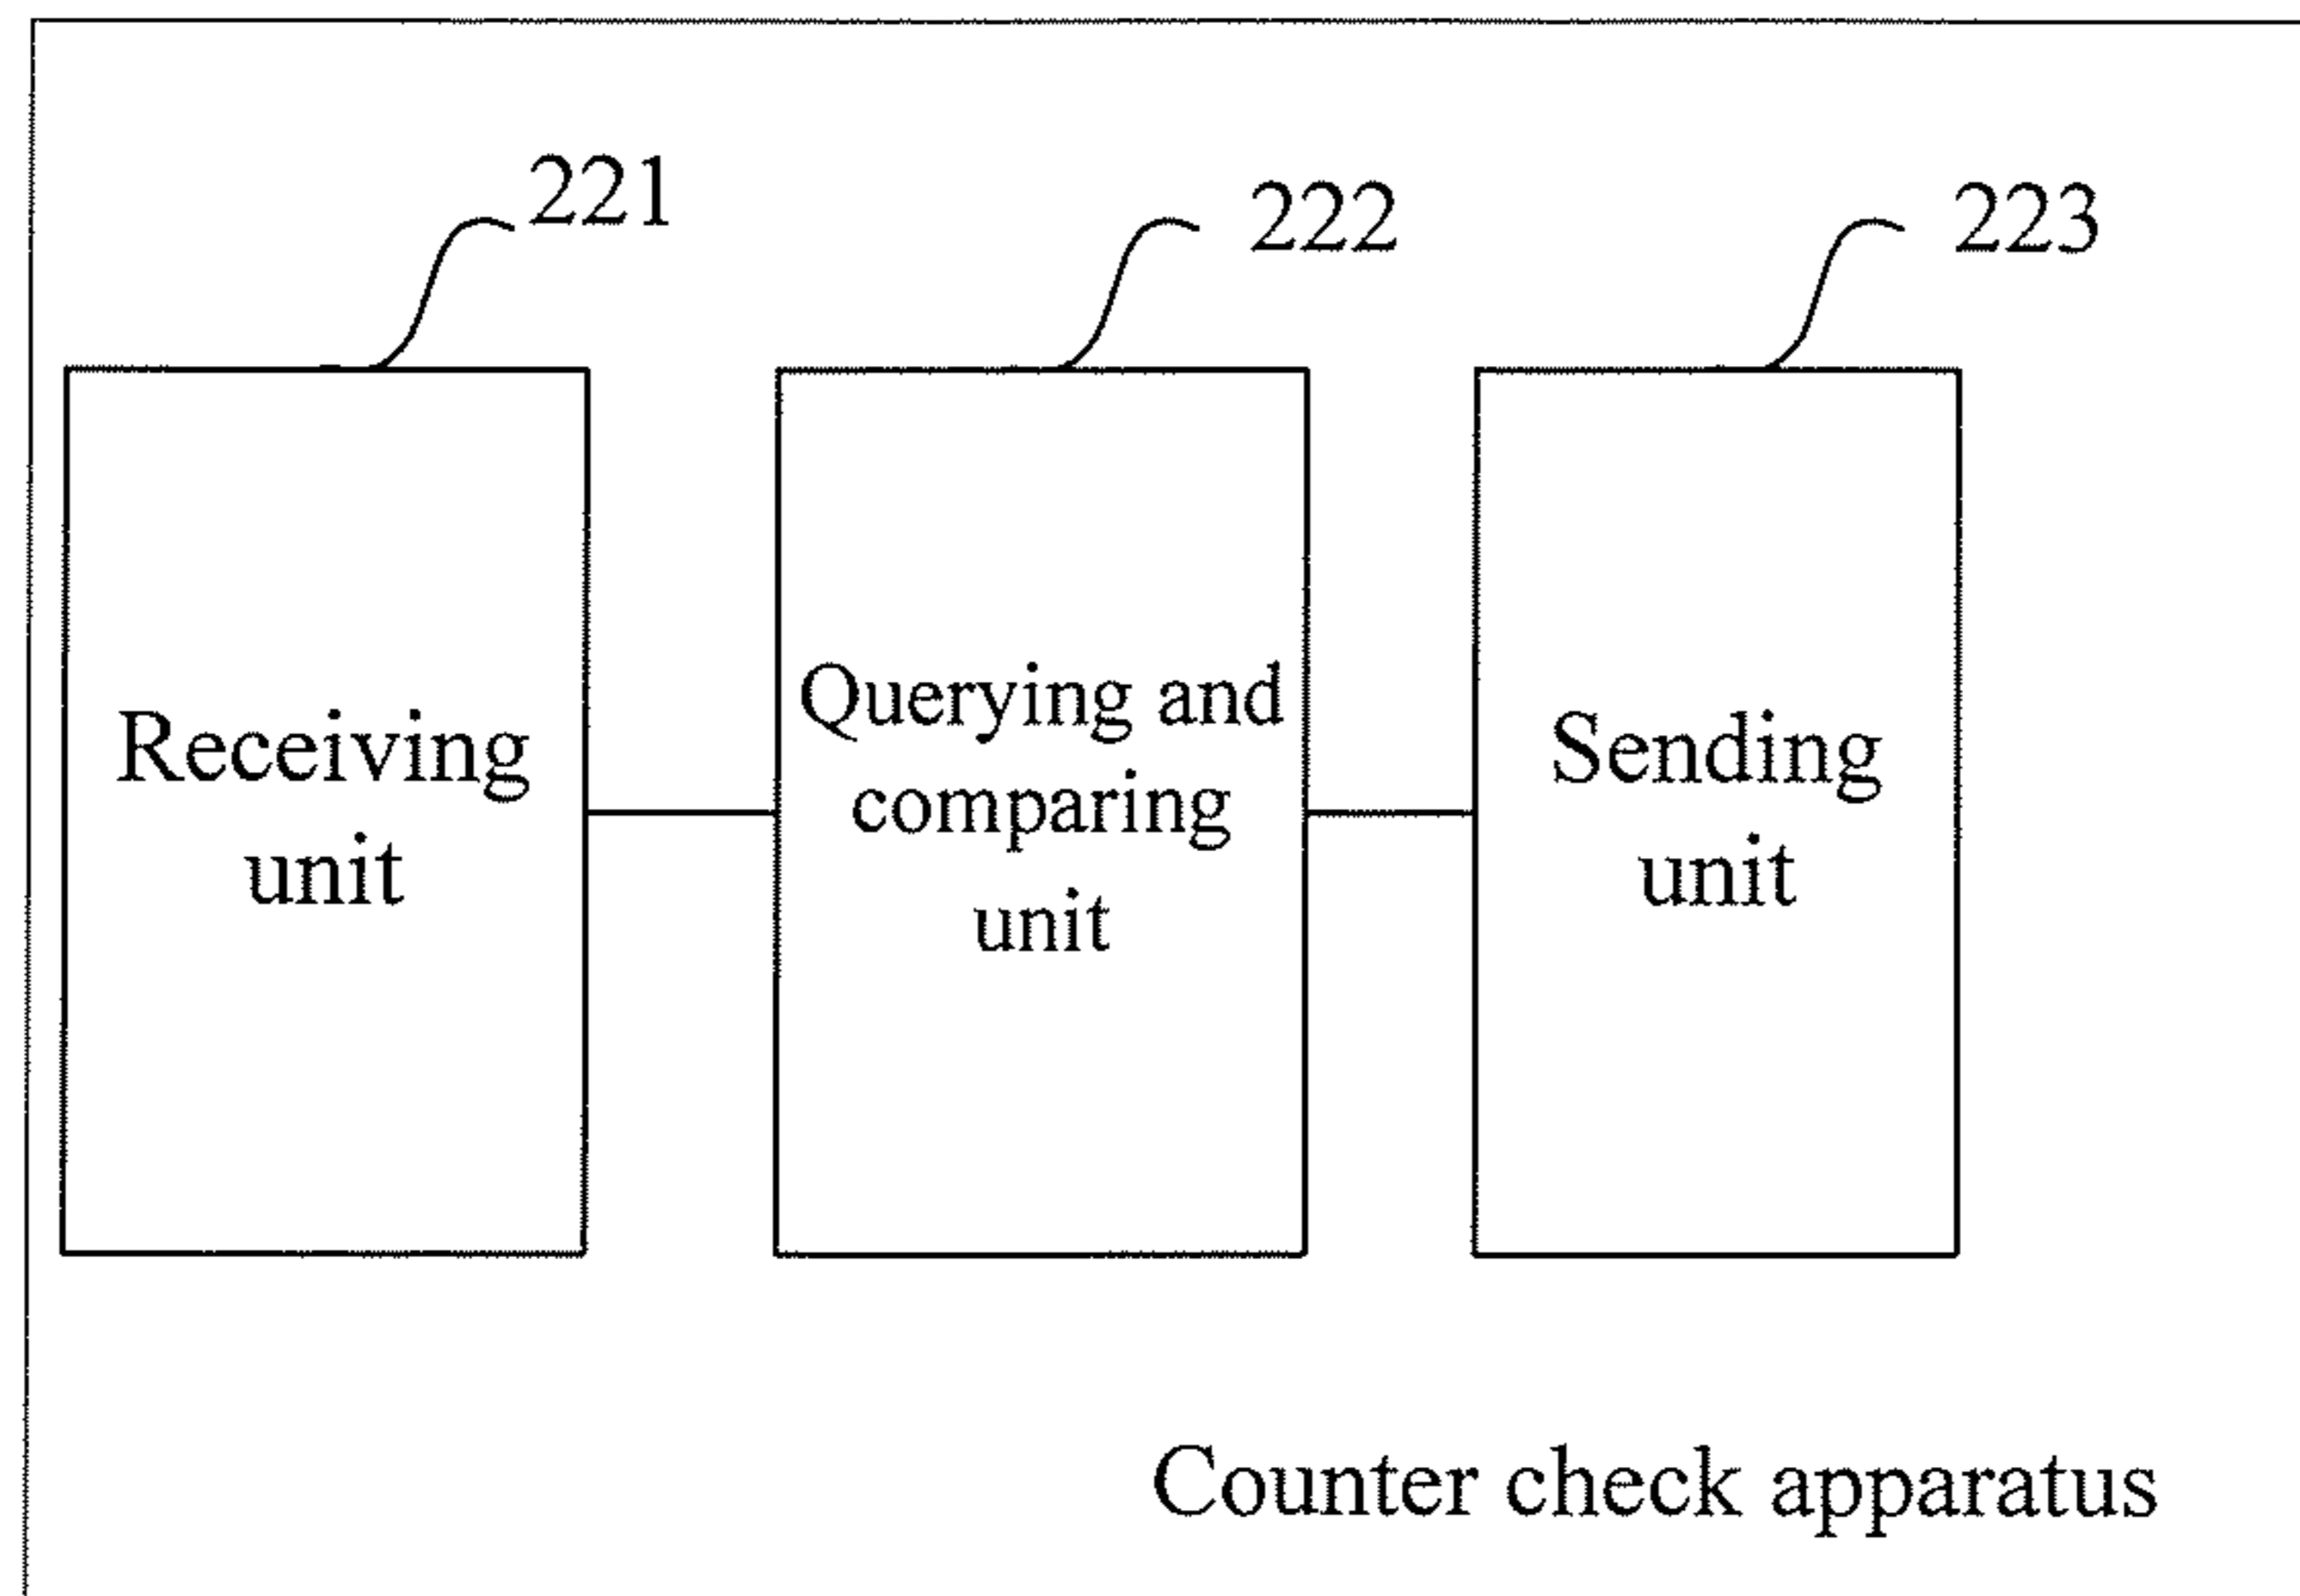 221
222
223
Receiving
unit
Querying and
comparing
unit
Sending
unit
Counter check apparatus